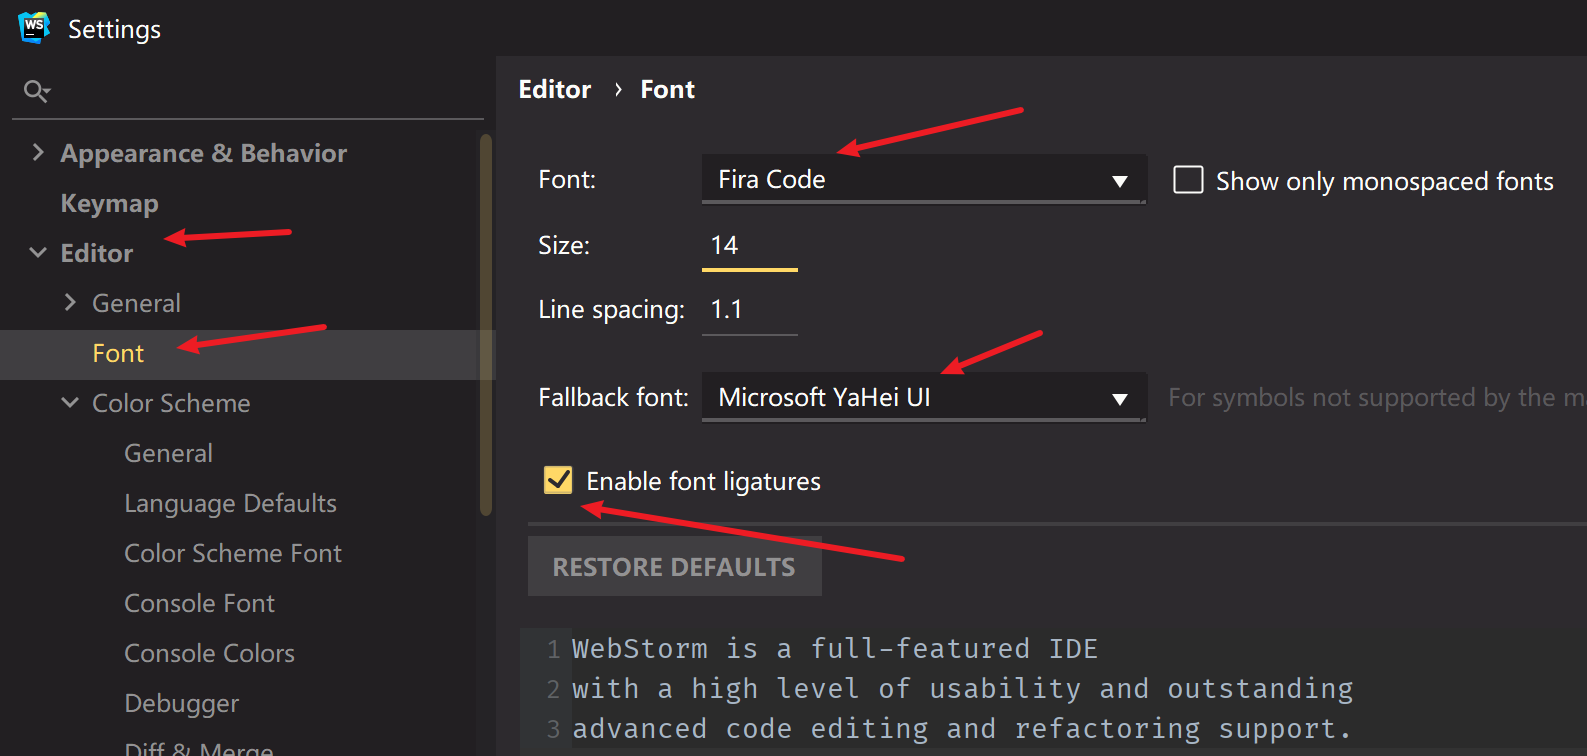 WS
Settings
Appearance & Behavior
Keymap
Editor
General
Font
Color Scheme
General
Language Defaults
Color Scheme Font
Console Font
Console Colors
Debugger
Diff & Merge
Editor › Font
Font: Fira Code Show only monospaced fonts
Size: 14
Line spacing: 1.1
Fallback font: Microsoft YaHei UI For symbols not supported by the
Enable font ligatures
RESTORE DEFAULTS
1 WebStorm is a full-featured IDE
2 with a high level of usability and outstanding
3 advanced code editing and refactoring support.